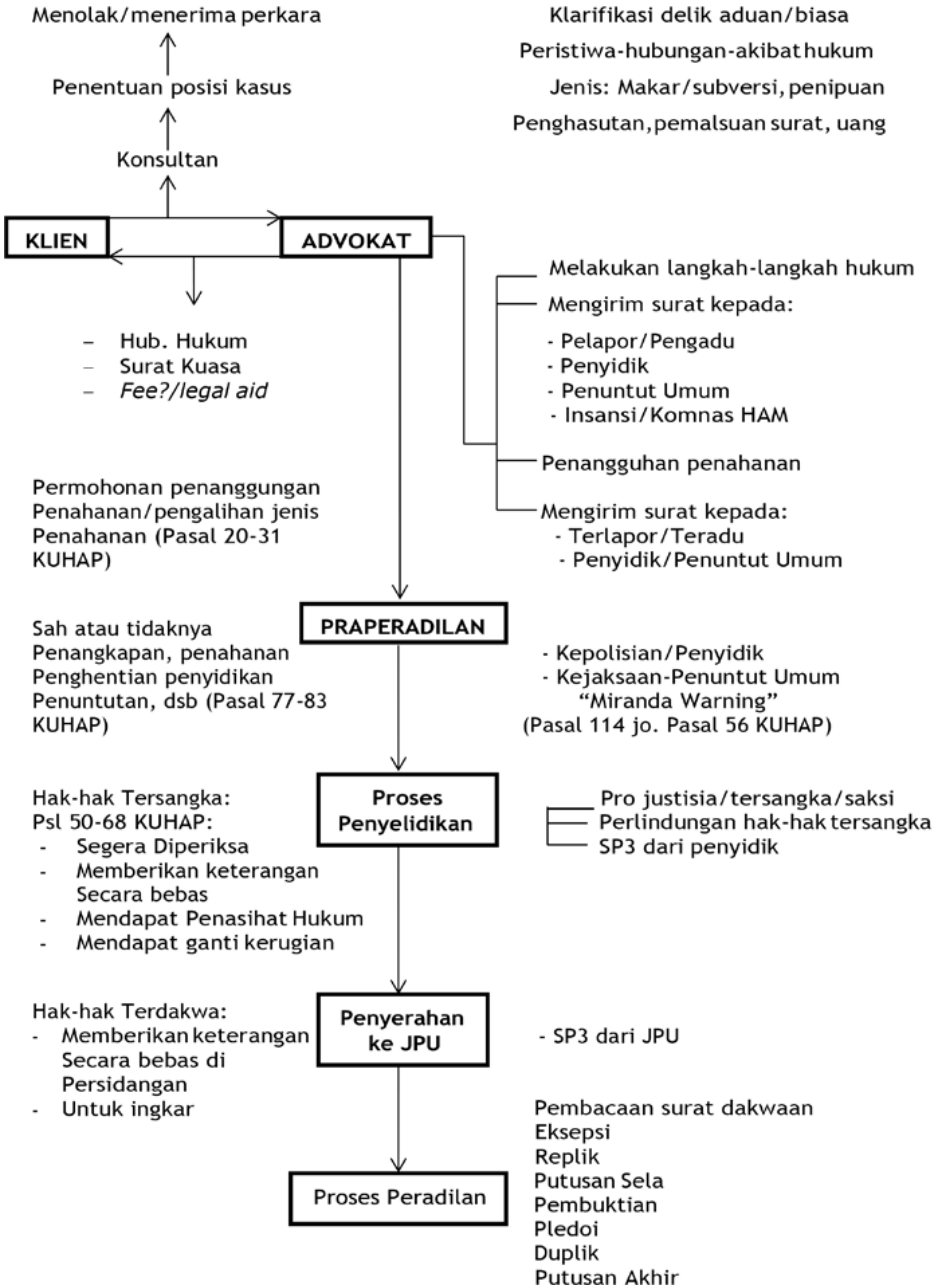 Menolak/menerima perkara
Klarifikasi delik aduan/biasa
Peristiwa-hubungan-akibat hukum
Penentuan posisi kasus
Jenis: Makar/subversi, penipuan
Penghasutan, pemalsuan surat, uang
Konsultan
KLIEN
ADVOKAT
Melakukan langkah-langkah hukum
Mengirim surat kepada:
- Pelapor/Pengadu
- Penyidik
- Penuntut Umum
- Insansi/Komnas HAM
Penangguhan penahanan
Mengirim surat kepada:
- Terlapor/Teradu
- Penyidik/Penuntut Umum
– Hub. Hukum
– Surat Kuasa
– Fee?/legal aid
Permohonan penanggungan
Penahanan/pengalihan jenis
Penahanan (Pasal 20-31
KUHAP)
PRAPERADILAN
Sah atau tidaknya
Penangkapan, penahanan
Penghentian penyidikan
Penuntutan, dsb (Pasal 77-83
KUHAP)
- Kepolisian/Penyidik
- Kejaksaan-Penuntut Umum
“Miranda Warning”
(Pasal 114 jo. Pasal 56 KUHAP)
Proses
Penyelidikan
Hak-hak Tersangka:
Psl 50-68 KUHAP:
- Segera Diperiksa
- Memberikan keterangan
Secara bebas
- Mendapat Penasihat Hukum
- Mendapat ganti kerugian
Pro justisia/tersangka/saksi
Perlindungan hak-hak tersangka
SP3 dari penyidik
Penyerahan
ke JPU
Hak-hak Terdakwa:
- Memberikan keterangan
Secara bebas di
Persidangan
- Untuk ingkar
- SP3 dari JPU
Proses Peradilan
Pembacaan surat dakwaan
Eksepsi
Replik
Putusan Sela
Pembuktian
Pledoi
Duplik
Putusan Akhir